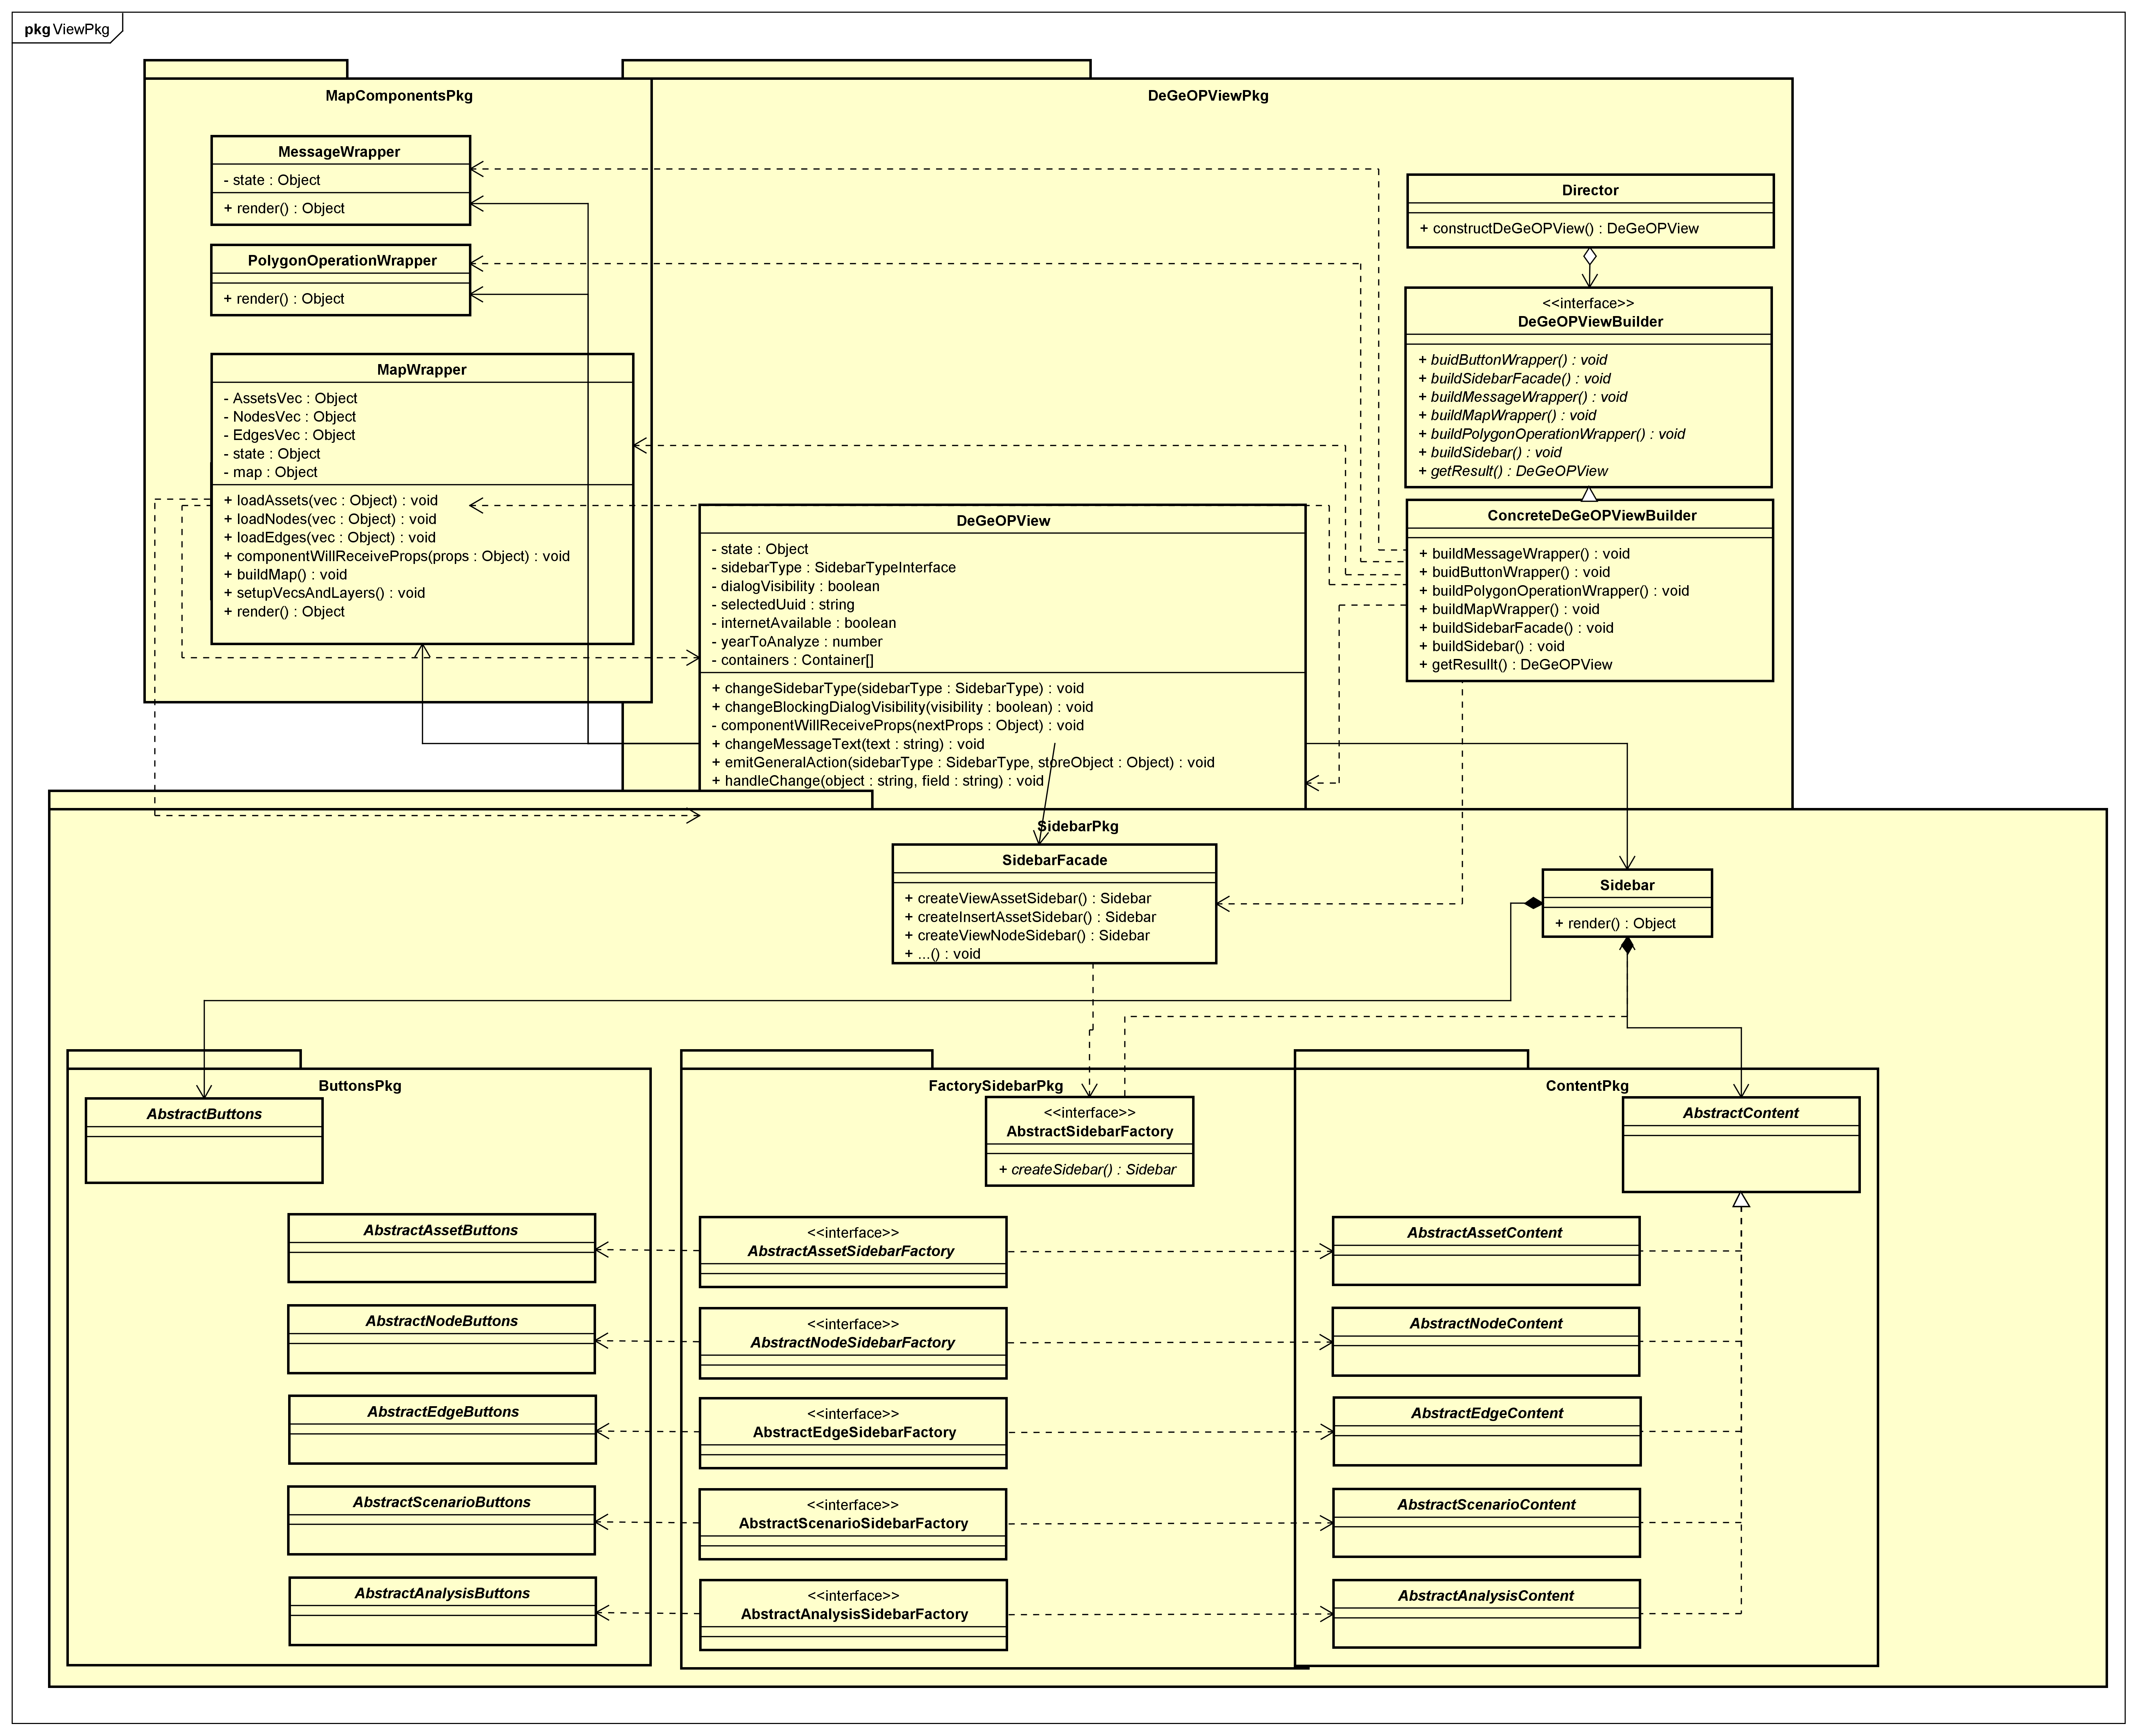 pkg ViewPkg
MapComponentsPkg
DeGeOPViewPkg
MessageWrapper
- state : Object
+ render() : Object
PolygonOperationWrapper
+ render() : Object
MapWrapper
- AssetsVec : Object
- NodesVec : Object
- EdgesVec : Object
- state : Object
- map : Object
+ loadAssets(vec : Object) : void
+ loadNodes(vec : Object) : void
+ loadEdges(vec : Object) : void
+ componentWillReceiveProps(props : Object) : void
+ buildMap() : void
+ setupVecsAndLayers() : void
+ render() : Object
Director
+ constructDeGeOPView() : DeGeOPView
<<interface>>
DeGeOPViewBuilder
+ buidButtonWrapper() : void
+ buildSidebarFacade() : void
+ buildMessageWrapper() : void
+ buildMapWrapper() : void
+ buildPolygonOperationWrapper() : void
+ buildSidebar() : void
+ getResult() : DeGeOPView
ConcreteDeGeOPViewBuilder
+ buildMessageWrapper() : void
+ buidButtonWrapper() : void
+ buildPolygonOperationWrapper() : void
+ buildMapWrapper() : void
+ buildSidebarFacade() : void
+ buildSidebar() : void
+ getResullt() : DeGeOPView
DeGeOPView
- state : Object
- sidebarType : SidebarTypeInterface
- dialogVisibility : boolean
- selectedUuid : string
- internetAvailable : boolean
- yearToAnalyze : number
- containers : Container[]
+ changeSidebarType(sidebarType : SidebarType) : void
+ changeBlockingDialogVisibility(visibility : boolean) : void
- componentWillReceiveProps(nextProps : Object) : void
+ changeMessageText(text : string) : void
+ emitGeneralAction(sidebarType : SidebarType, storeObject : Object) : void
+ handleChange(object : string, field : string) : void
SidebarPkg
SidebarFacade
+ createViewAssetSidebar() : Sidebar
+ createInsertAssetSidebar() : Sidebar
+ createViewNodeSidebar() : Sidebar
+ ...() : void
Sidebar
+ render() : Object
ButtonsPkg
FactorySidebarPkg
ContentPkg
AbstractButtons
<<interface>>
AbstractSidebarFactory
+ createSidebar() : Sidebar
AbstractContent
AbstractAssetButtons
<<interface>>
AbstractAssetSidebarFactory
AbstractAssetContent
AbstractNodeButtons
<<interface>>
AbstractNodeSidebarFactory
AbstractNodeContent
AbstractEdgeButtons
<<interface>>
AbstractEdgeSidebarFactory
AbstractEdgeContent
AbstractScenarioButtons
<<interface>>
AbstractScenarioSidebarFactory
AbstractScenarioContent
AbstractAnalysisButtons
<<interface>>
AbstractAnalysisSidebarFactory
AbstractAnalysisContent